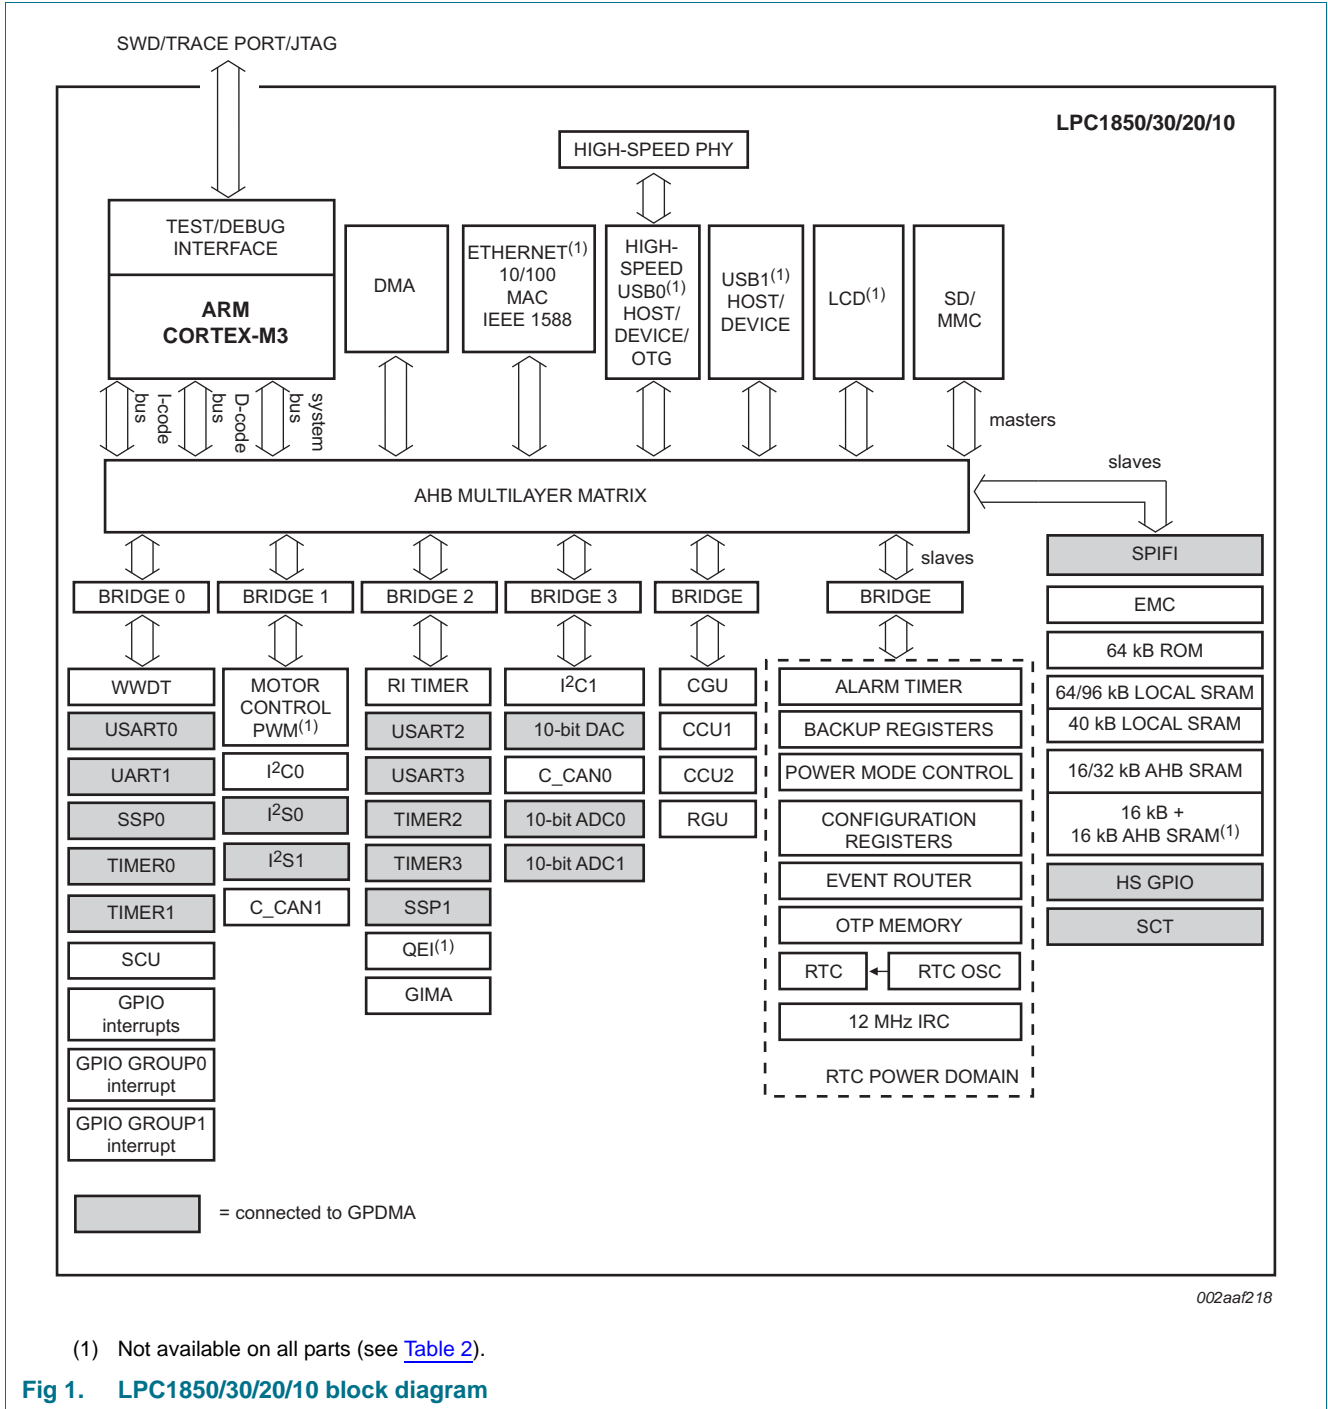 SWD/TRACE PORT/JTAG
LPC1850/30/20/10
HIGH-SPEED PHY
TEST/DEBUG
INTERFACE
ARM
CORTEX-M3
DMA
ETHERNET(1)
10/100
MAC
IEEE 1588
HIGH-
SPEED
USB0(1)
HOST/
DEVICE/
OTG
USB1(1)
HOST/
DEVICE
LCD(1)
SD/
MMC
I-code
bus
D-code
bus
system
bus
masters
slaves
AHB MULTILAYER MATRIX
slaves
BRIDGE 0
BRIDGE 1
BRIDGE 2
BRIDGE 3
BRIDGE
BRIDGE
WWDT
USART0
UART1
SSP0
TIMER0
TIMER1
SCU
GPIO
interrupts
GPIO GROUP0
interrupt
GPIO GROUP1
interrupt
MOTOR
CONTROL
PWM(1)
I2C0
I2S0
I2S1
C_CAN1
RI TIMER
USART2
USART3
TIMER2
TIMER3
SSP1
QEI(1)
GIMA
I2C1
10-bit DAC
C_CAN0
10-bit ADC0
10-bit ADC1
CGU
CCU1
CCU2
RGU
ALARM TIMER
BACKUP REGISTERS
POWER MODE CONTROL
CONFIGURATION
REGISTERS
EVENT ROUTER
OTP MEMORY
RTC
RTC OSC
12 MHz IRC
RTC POWER DOMAIN
SPIFI
EMC
64 kB ROM
64/96 kB LOCAL SRAM
40 kB LOCAL SRAM
16/32 kB AHB SRAM
16 kB +
16 kB AHB SRAM(1)
HS GPIO
SCT
= connected to GPDMA
002aaf218
(1) Not available on all parts (see Table 2).
Fig 1. LPC1850/30/20/10 block diagram